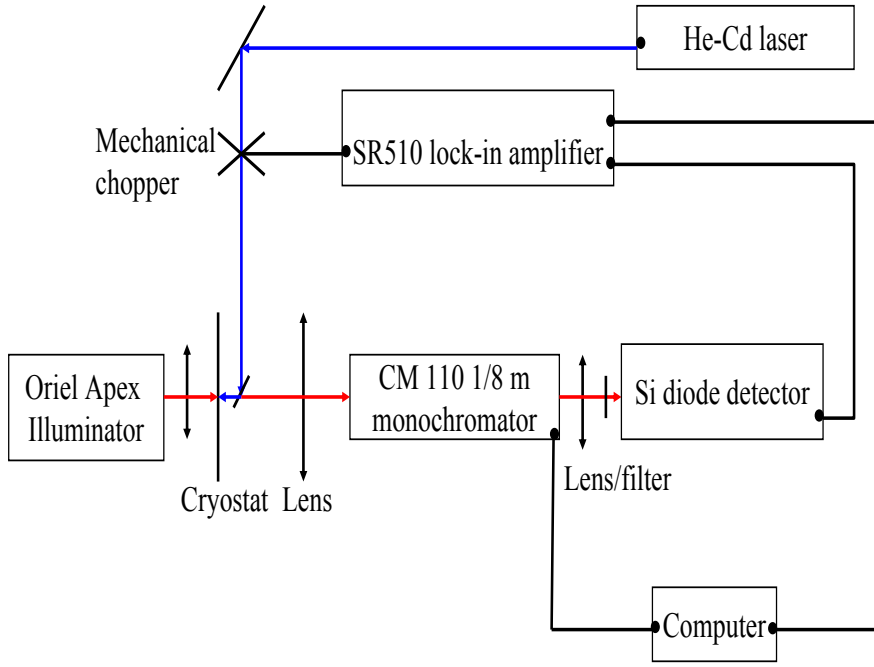 He-Cd laser
Mechanical
chopper
SR510 lock-in amplifier
Oriel Apex
Illuminator
CM 110 1/8 m
monochromator
Si diode detector
Cryostat
Lens
Lens/filter
Computer